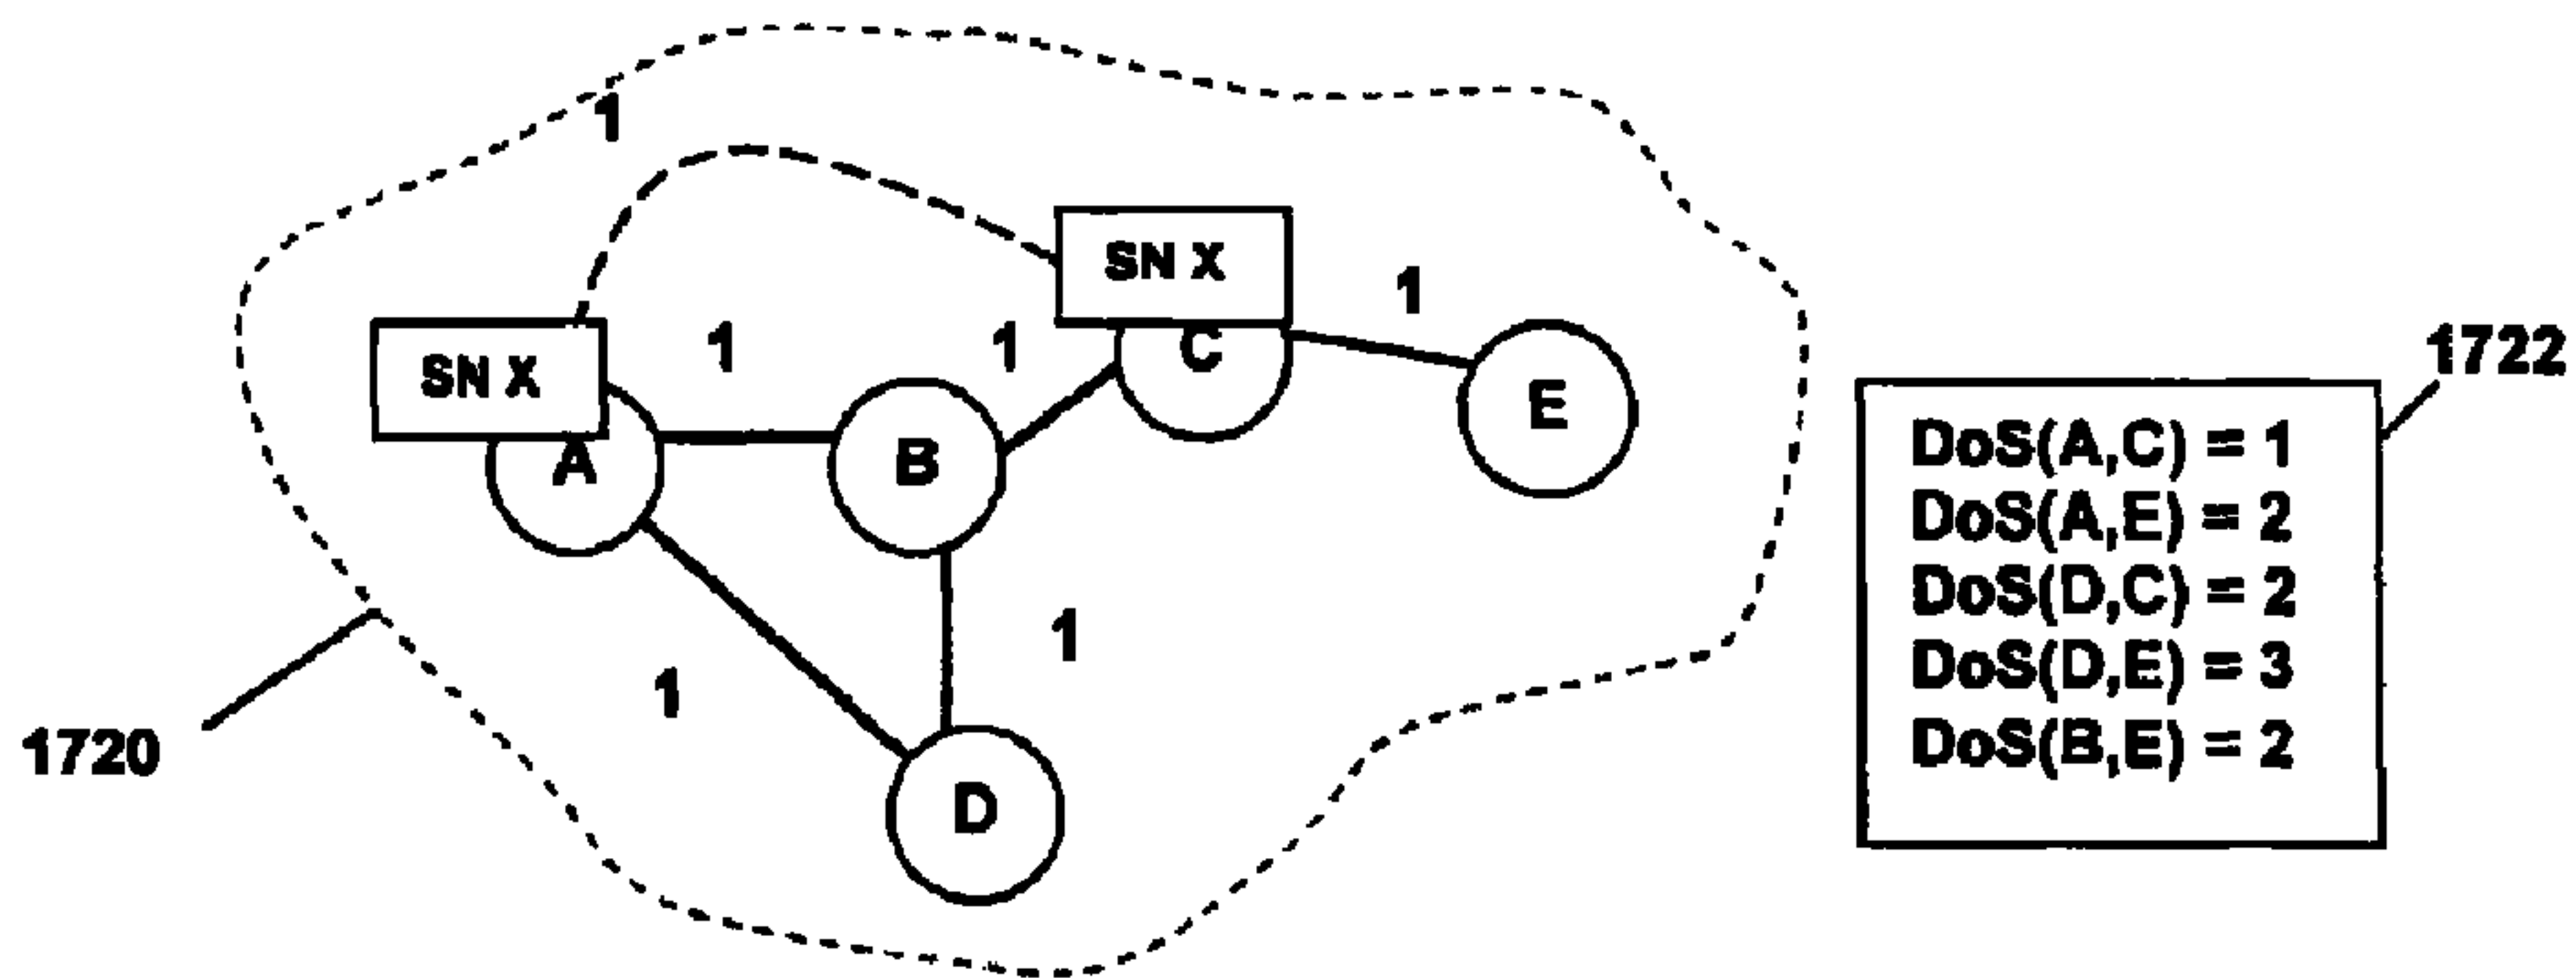 1
SN X
1
1
1
C
SN X
E
1722
A
B
DoS(A,C) = 1
DoS(A,E) = 2
DoS(D,C) = 2
DoS(D,E) = 3
DoS(B,E) = 2
1
1
1720
D